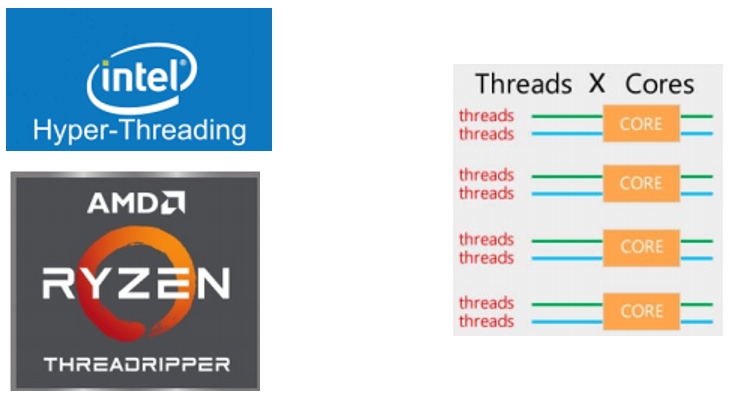 intel®
Hyper-Threading
AMD
RYZEN
THREADRIPPER
Threads X Cores
threads
threads
CORE
threads
threads
CORE
threads
threads
CORE
threads
threads
CORE